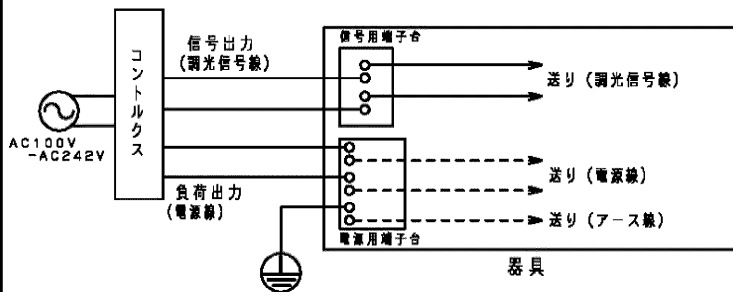 信号用端子台
信号出力
(調光信号線)
送り(調光信号線)
コントルクス
AC100V
-AC242V
負荷出力
(電源線)
送り(電源線)
送り(アース線)
電源用端子台
器具